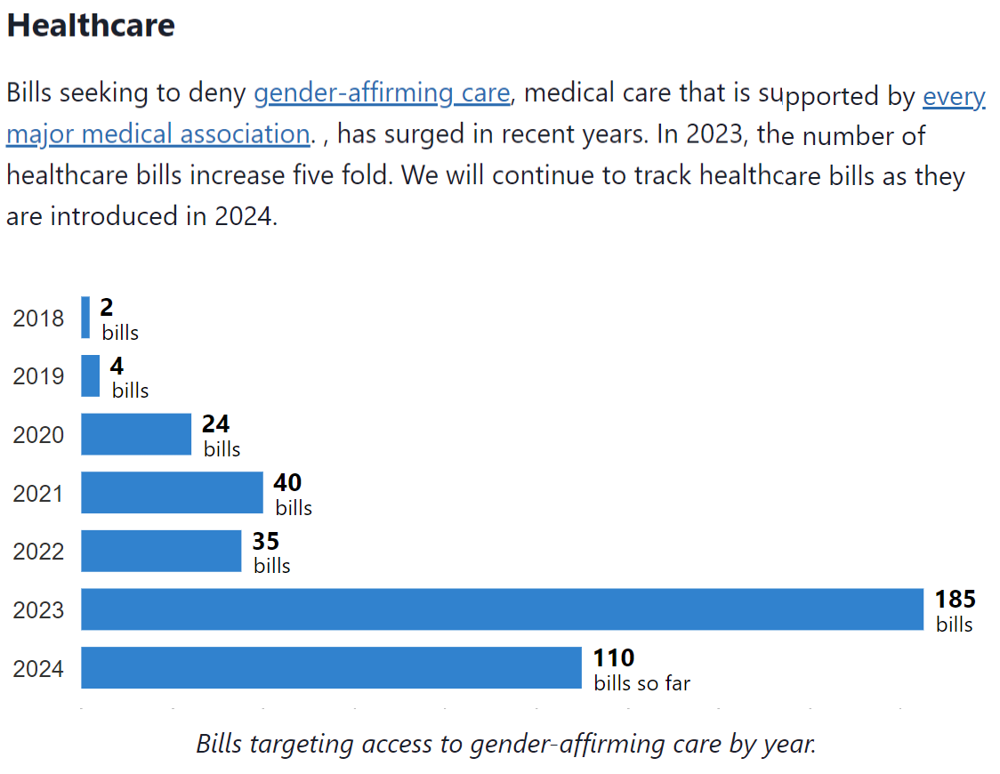 Healthcare
Bills seeking to deny gender-affirming care, medical care that is supported by every
major medical association. , has surged in recent years. In 2023, the number of
healthcare bills increase five fold. We will continue to track healthcare bills as they
are introduced in 2024.
2018
2
bills
2019
4
bills
2020
24
bills
2021
40
bills
2022
35
bills
2023
185
bills
2024
110
bills so far
Bills targeting access to gender-affirming care by year.